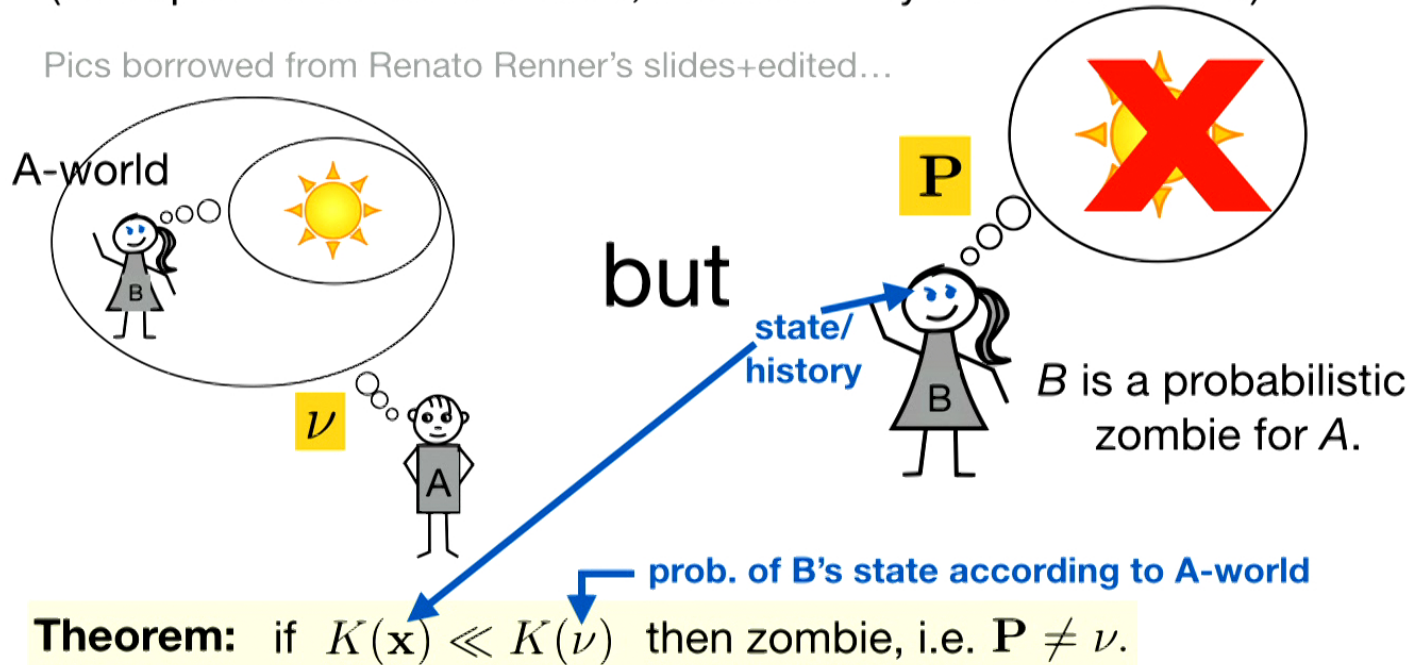 Pics borrowed from Renato Renner's slides+edited…
A-world
B
ν
A
but
P
state/
history
B
B is a probabilistic
zombie for A.
prob. of B's state according to A-world
Theorem: if K(x) ≪ K(ν) then zombie, i.e. P ≠ ν.